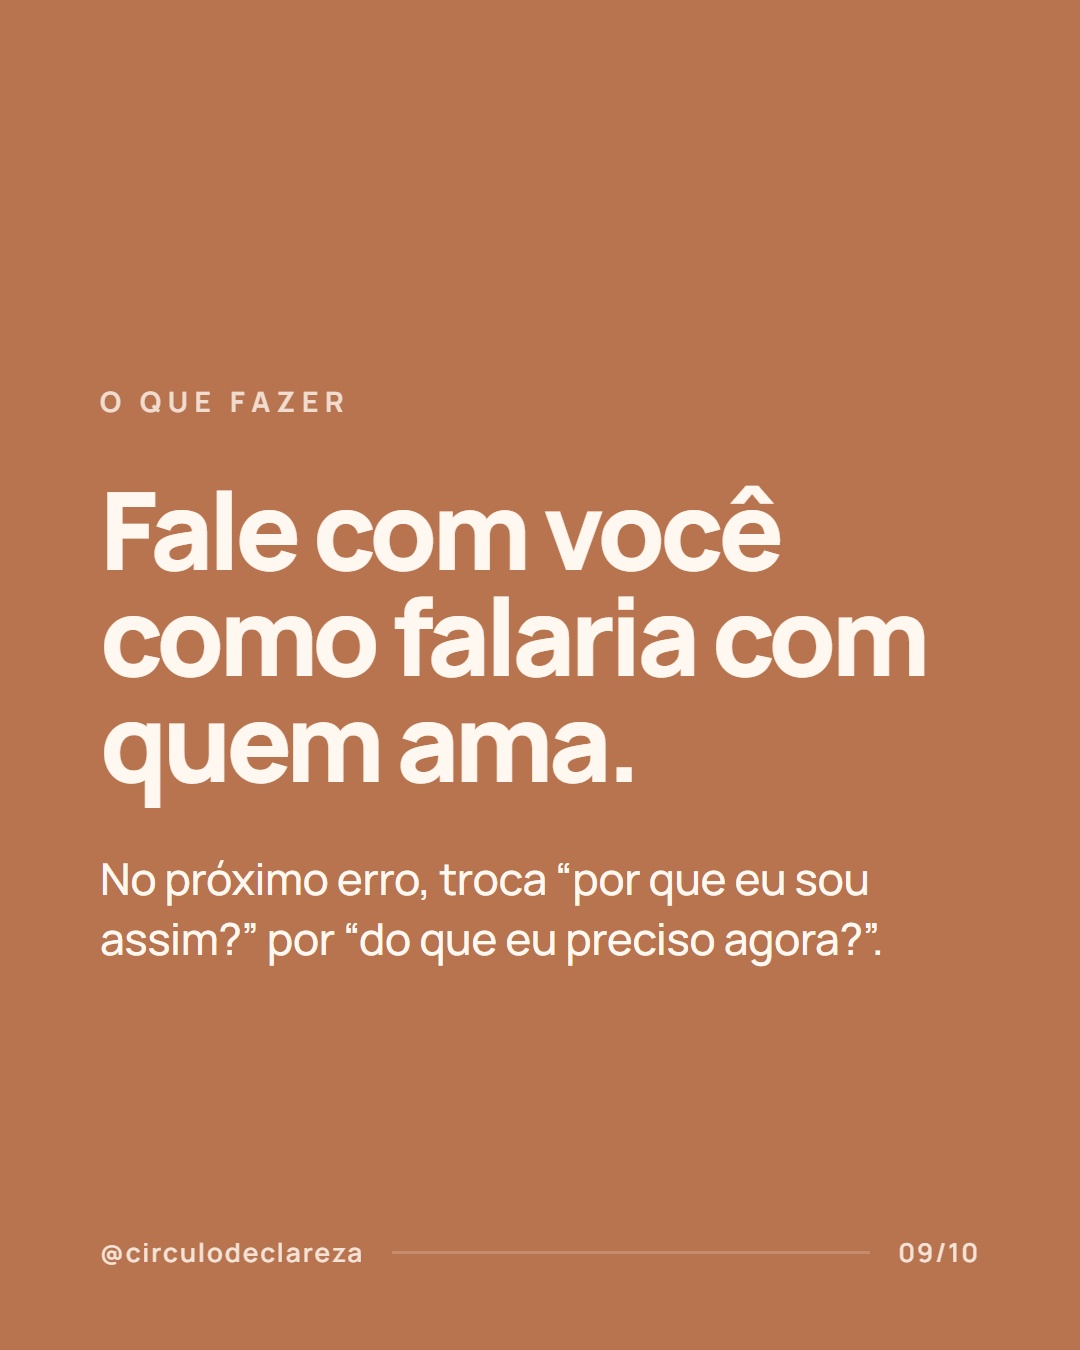 O QUE FAZER
Fale com você
como falaria com
quem ama.
No próximo erro, troca “por que eu sou
assim?” por “do que eu preciso agora?”.
@circulodeclareza
09/10